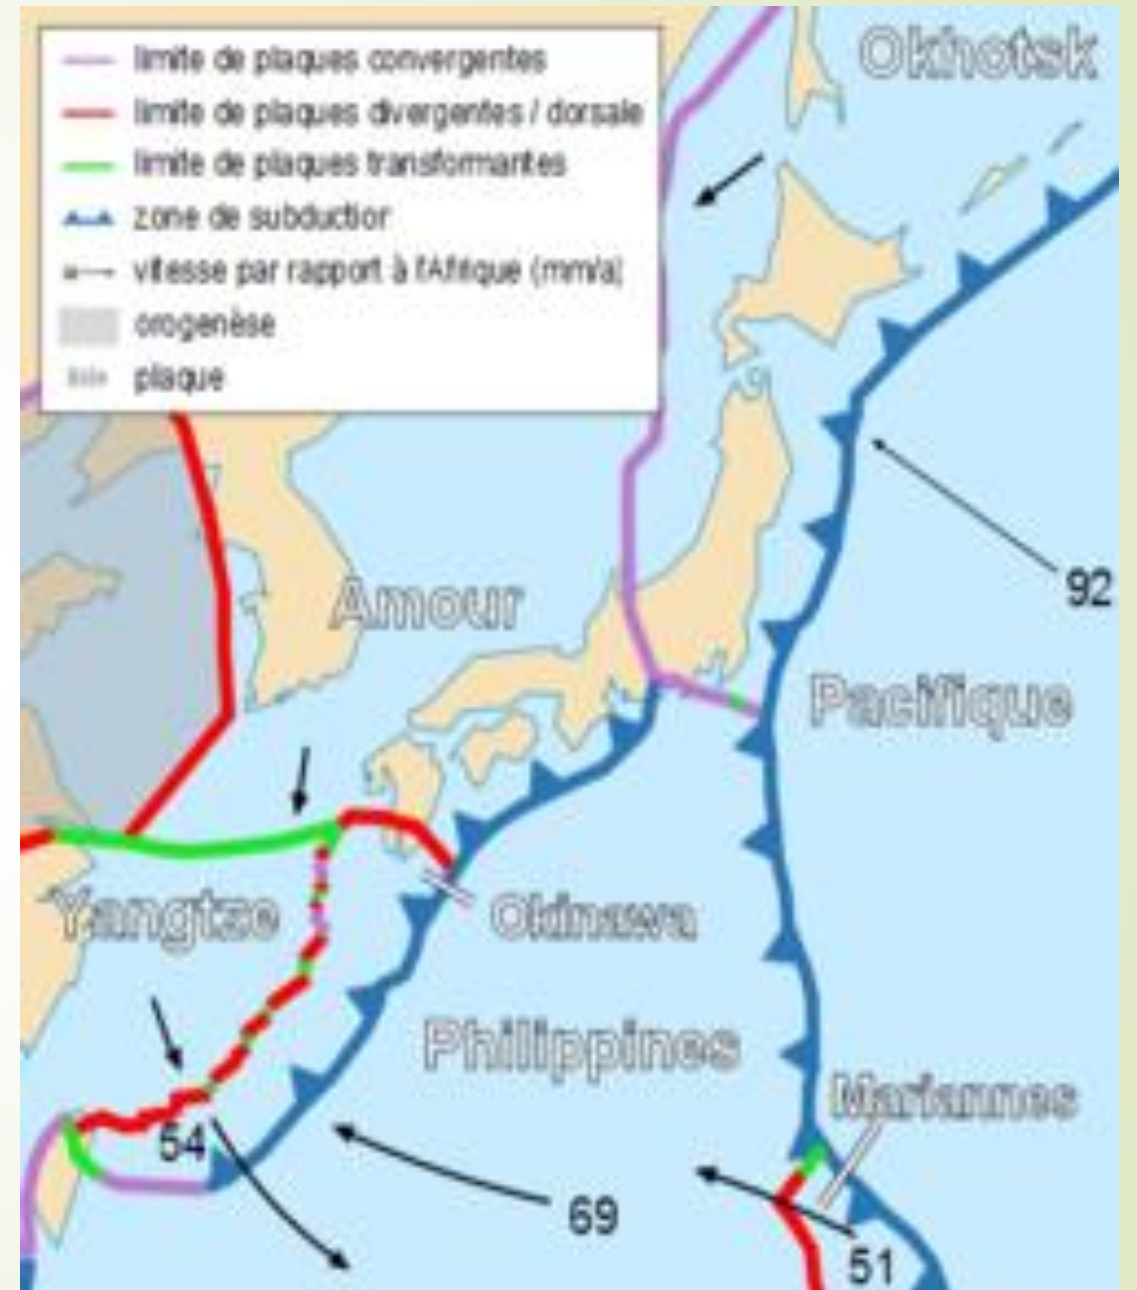 limite de plaques convergentes
limite de plaques divergentes / dorsale
limite de plaques transformantes
zone de subductior
vitesse par rapport à l'Afrique (mm/a)
orogenèse
plaque
Okhotsk
92
Amour
Pacifique
Yangtze
Okinawa
Philippines
Mariannes
54
69
51